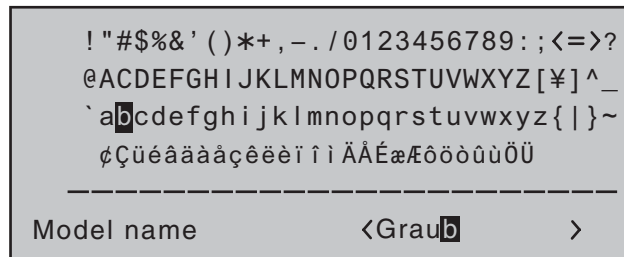 !"#$%&'()*+,–./0123456789:;<=>?
@ACDEFGHIJKLMNOPQRSTUVWXYZ[¥]^_
`abcdefghijklmnopqrstuvwxyz{|}~
¢ÇüéâäàåçêëèïîìÄÅÉæÆôöòûùÖÜ
Model name <Graub >